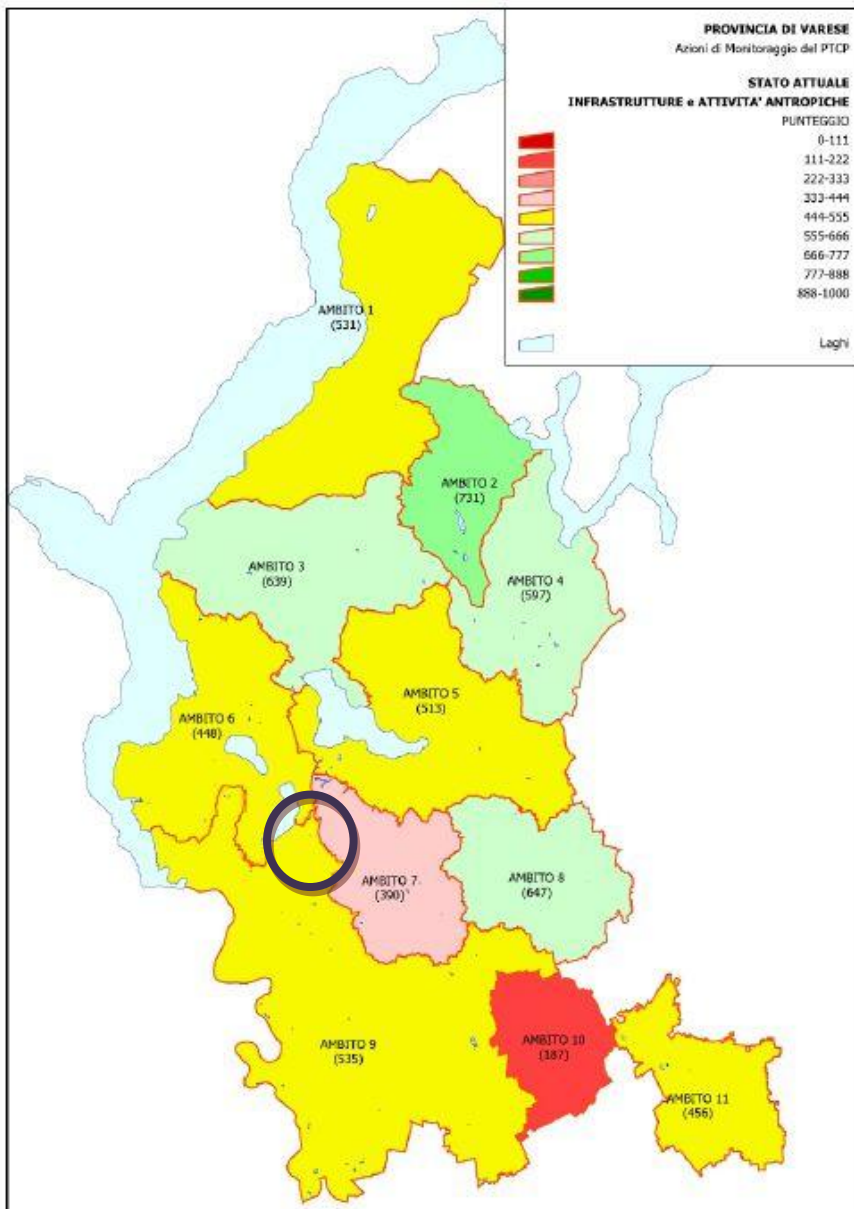 PROVINCIA DI VARESE
Azioni di Monitoraggio del PTCP
STATO ATTUALE
INFRASTRUTTURE e ATTIVITA' ANTROPICHE
PUNTEGGIO
0-111
111-222
222-333
333-444
444-555
555-666
666-777
777-888
888-1000
Laghi
AMBITO 1
(531)
AMBITO 2
(731)
AMBITO 3
(639)
AMBITO 4
(597)
AMBITO 5
(513)
AMBITO 6
(448)
AMBITO 7
(390)
AMBITO 8
(647)
AMBITO 9
(535)
AMBITO 10
(187)
AMBITO 11
(456)